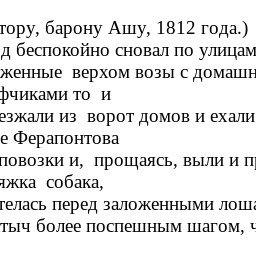 тору, барону Ашу, 1812 года.)
д беспокойно сновал по улицам
женные верхом возы с домашн
фчиками то и
езжали из ворот домов и ехали
е Ферапонтова
повозки и, прощаясь, выли и п
яжка собака,
телась перед заложенными лоша
тыч более поспешным шагом, ч